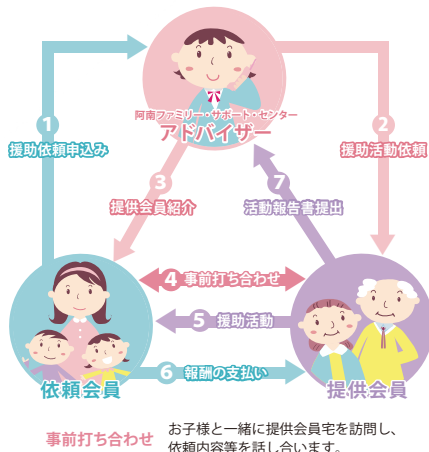 阿南ファミリー・サポート・センター
アドバイザー
1
援助依頼申込み
2
援助活動依頼
3
提供会員紹介
7
活動報告書提出
4 事前打ち合わせ
5 援助活動
6 報酬の支払い
依頼会員
提供会員
事前打ち合わせ
お子様と一緒に提供会員宅を訪問し、
依頼内容等を話し合います。